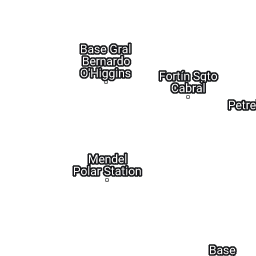 Base Gral
Bernardo
O'Higgins
Fortín Sgto
Cabral
Petre
Mendel
Polar Station
Base